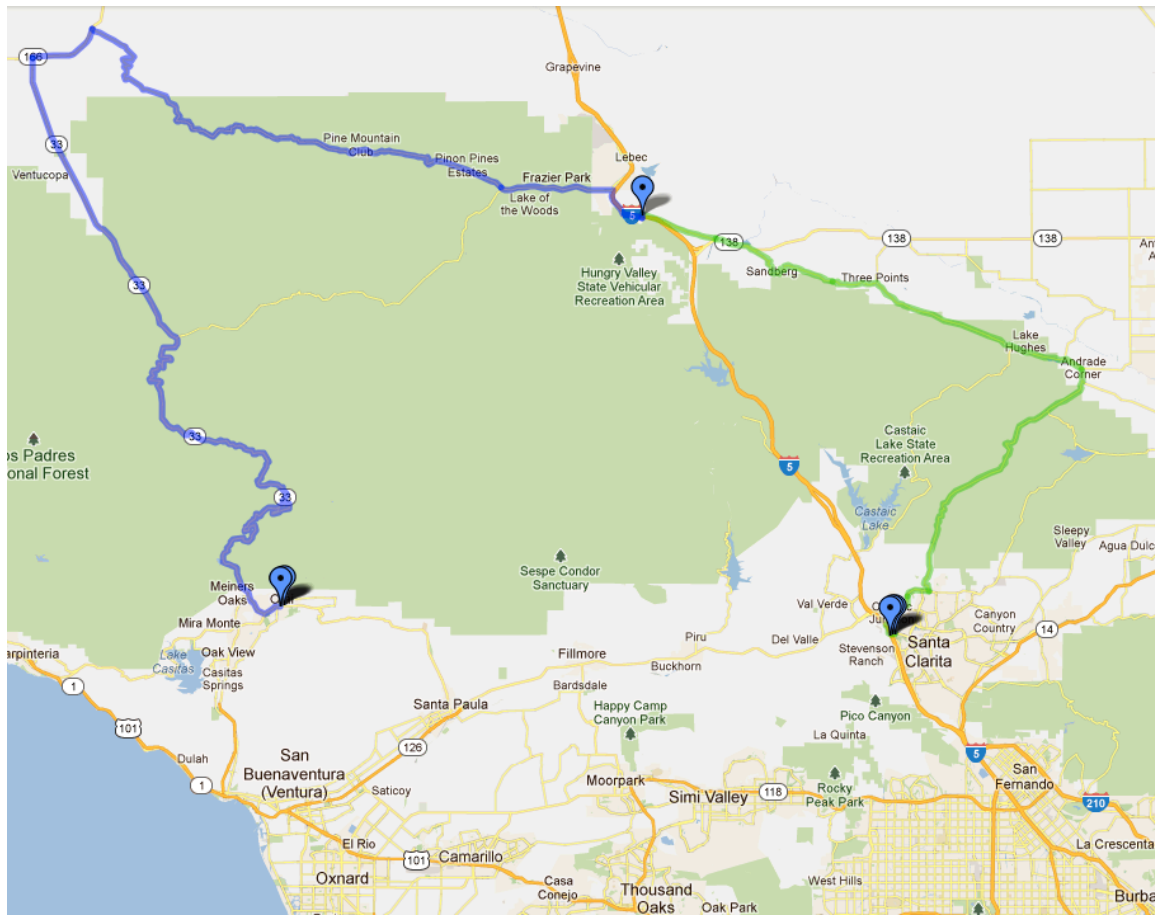 166
Grapevine
33
Pine Mountain
Club
Pinon Pines
Estates
Lebec
Ventucopa
Frazier Park
Lake of
the Woods
5
138
138
138
Sandberg
Three Points
Hungry Valley
State Vehicular
Recreation Area
33
Lake
Hughes
Andrade
Corner
33
os Padres
ional Forest
Castaic
Lake State
Recreation Area
5
33
Castaic
Lake
Sleepy
Valley
Agua Dulce
Sespe Condor
Sanctuary
Meiners
Oaks
Val Verde
Canyon
Country
14
Mira Monte
Piru
Del Valle
Santa
Clarita
Stevenson
Ranch
arpinteria
Lake
Casitas
Oak View
Casitas
Springs
Fillmore
Buckhorn
Bardsdale
1
101
Santa Paula
Happy Camp
Canyon Park
Pico Canyon
La Quinta
126
5
Dulah
San
Buenaventura
(Ventura)
1
Saticoy
Moorpark
Simi Valley
118
Rocky
Peak Park
San
Fernando
210
El Rio
101
Camarillo
La Crescenta
Oxnard
Casa
Conejo
Thousand
Oaks
Oak Park
West Hills
Burba